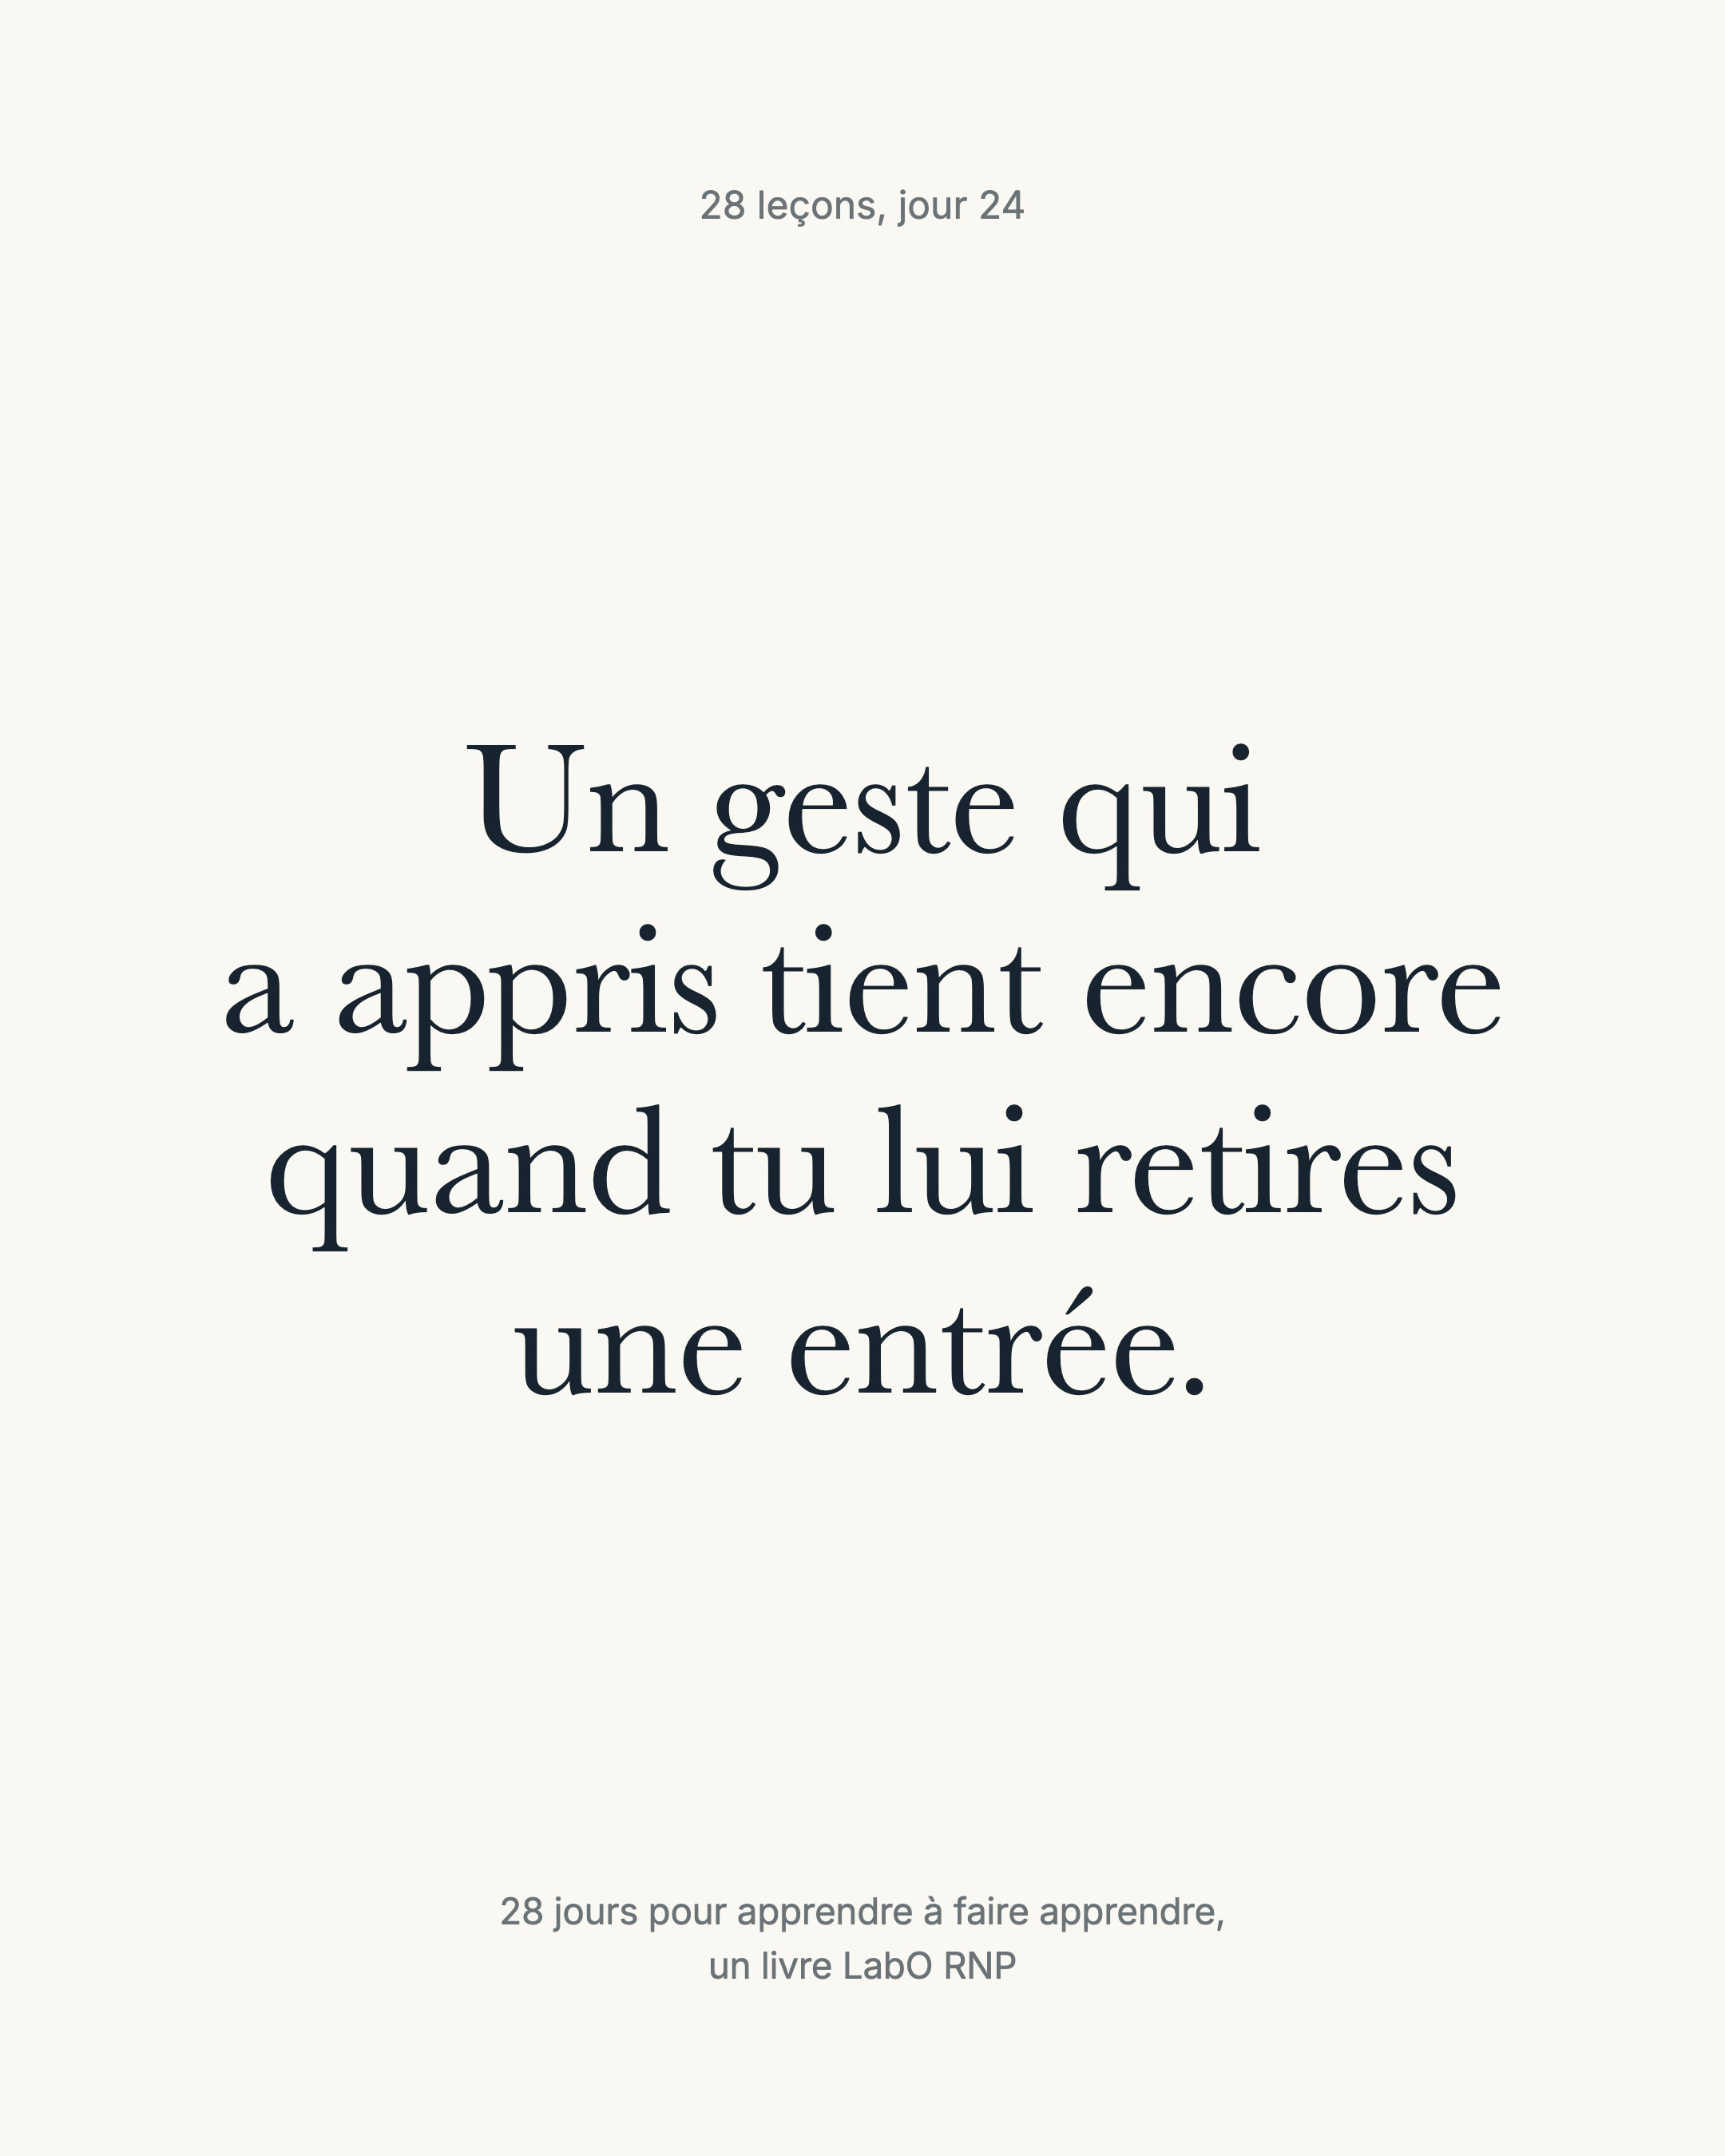 28 leçons, jour 24
Un geste qui
a appris tient encore
quand tu lui retires
une entrée.
28 jours pour apprendre à faire apprendre,
un livre LabO RNP